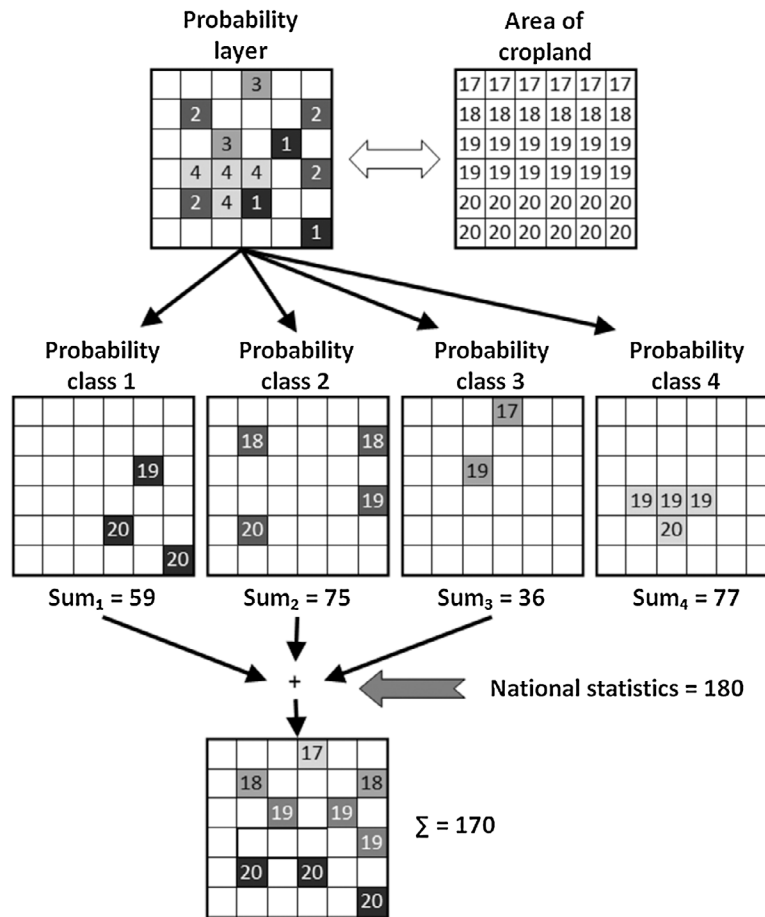 Probability
layer
Area of
cropland
3
2 2
3 1
4 4 4 2
2 4 1
1
17 17 17 17 17 17
18 18 18 18 18 18
19 19 19 19 19 19
19 19 19 19 19 19
20 20 20 20 20 20
20 20 20 20 20 20
Probability
class 1
Probability
class 2
Probability
class 3
Probability
class 4
19
20
20
18 18
19
20
17
19
19 19 19
20
Sum₁ = 59
Sum₂ = 75
Sum₃ = 36
Sum₄ = 77
+
National statistics = 180
17
18 18
19 19
19
20 20
20
∑ = 170